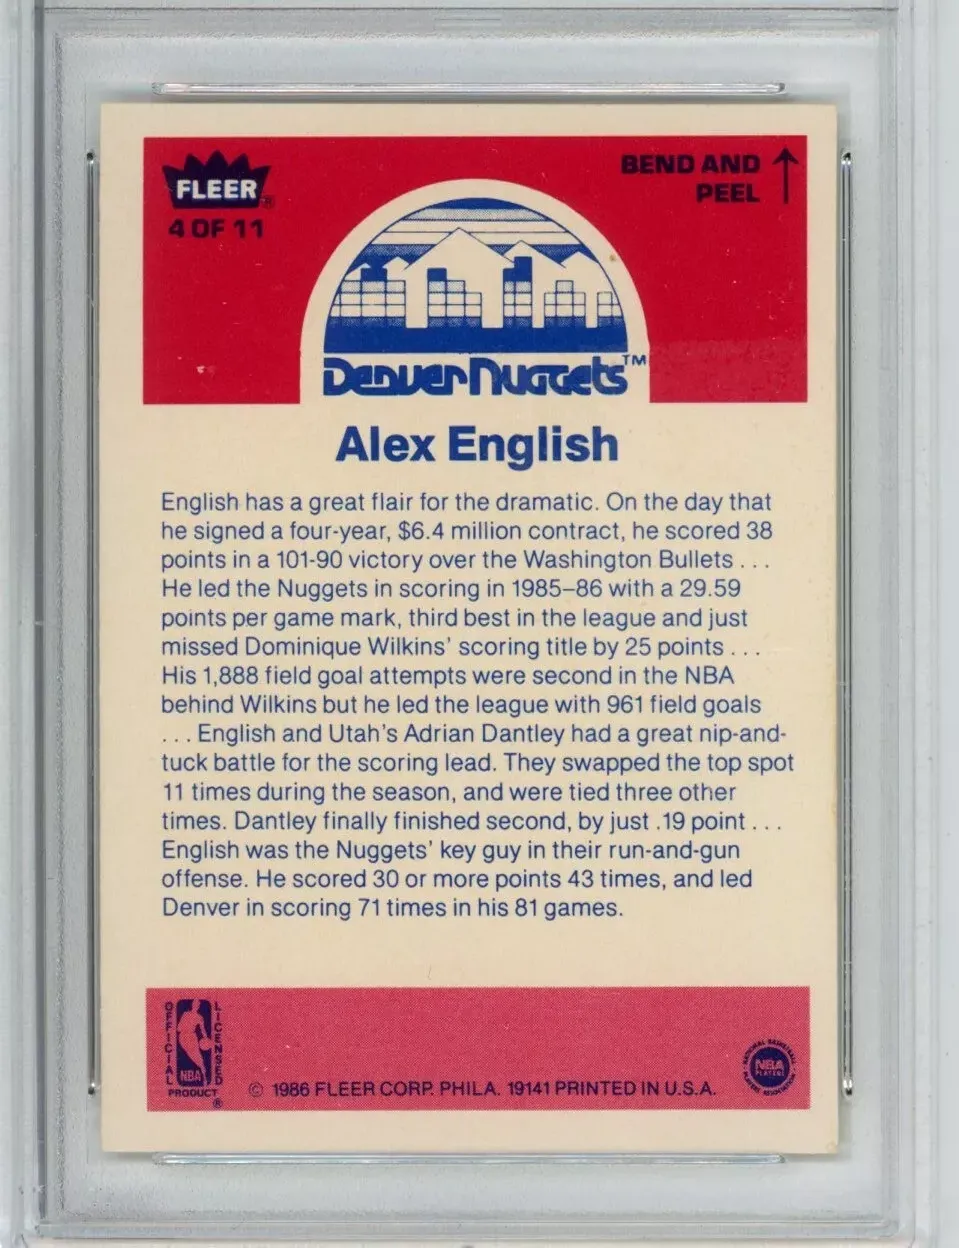 FLEER®
4 OF 11
BEND AND
PEEL
Denver Nuggets™
Alex English
English has a great flair for the dramatic. On the day that
he signed a four-year, $6.4 million contract, he scored 38
points in a 101-90 victory over the Washington Bullets . . .
He led the Nuggets in scoring in 1985–86 with a 29.59
points per game mark, third best in the league and just
missed Dominique Wilkins' scoring title by 25 points . . .
His 1,888 field goal attempts were second in the NBA
behind Wilkins but he led the league with 961 field goals
. . . English and Utah's Adrian Dantley had a great nip-and-
tuck battle for the scoring lead. They swapped the top spot
11 times during the season, and were tied three other
times. Dantley finally finished second, by just .19 point . . .
English was the Nuggets' key guy in their run-and-gun
offense. He scored 30 or more points 43 times, and led
Denver in scoring 71 times in his 81 games.
OFFICIAL
LICENSED
NBA
PRODUCT
®
© 1986 FLEER CORP. PHILA. 19141 PRINTED IN U.S.A.
NATIONAL BASKETBALL
PLAYERS ASSOCIATION
NBA
PLAYERS